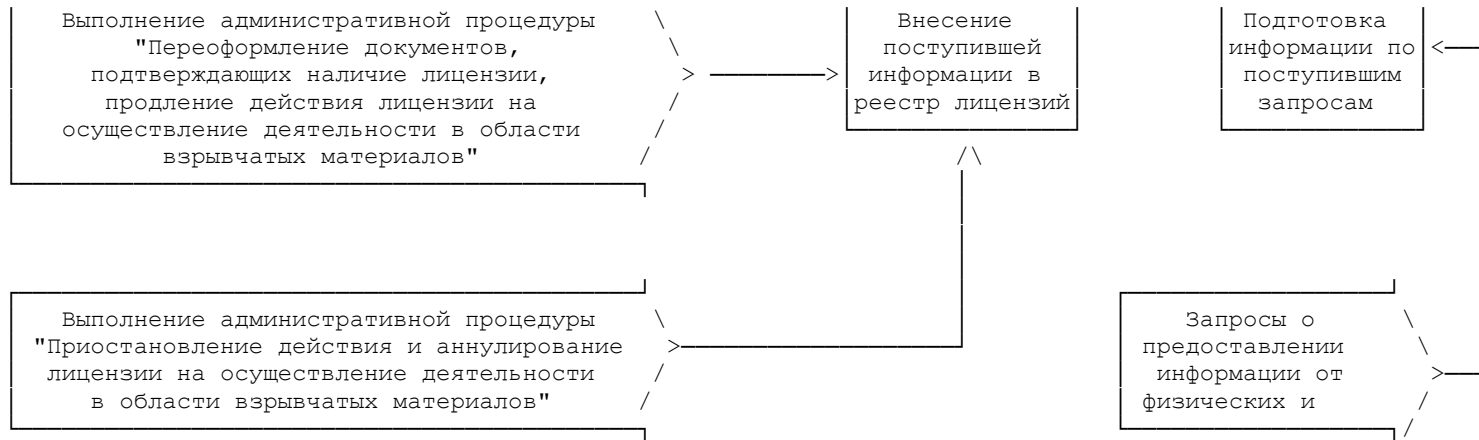 Выполнение административной процедуры
"Переоформление документов,
подтверждающих наличие лицензии,
продление действия лицензии на
осуществление деятельности в области
взрывчатых материалов"
Внесение
поступившей
информации в
реестр лицензий
Подготовка
информации по
поступившим
запросам
Выполнение административной процедуры
"Приостановление действия и аннулирование
лицензии на осуществление деятельности
в области взрывчатых материалов"
Запросы о
предоставлении
информации от
физических и